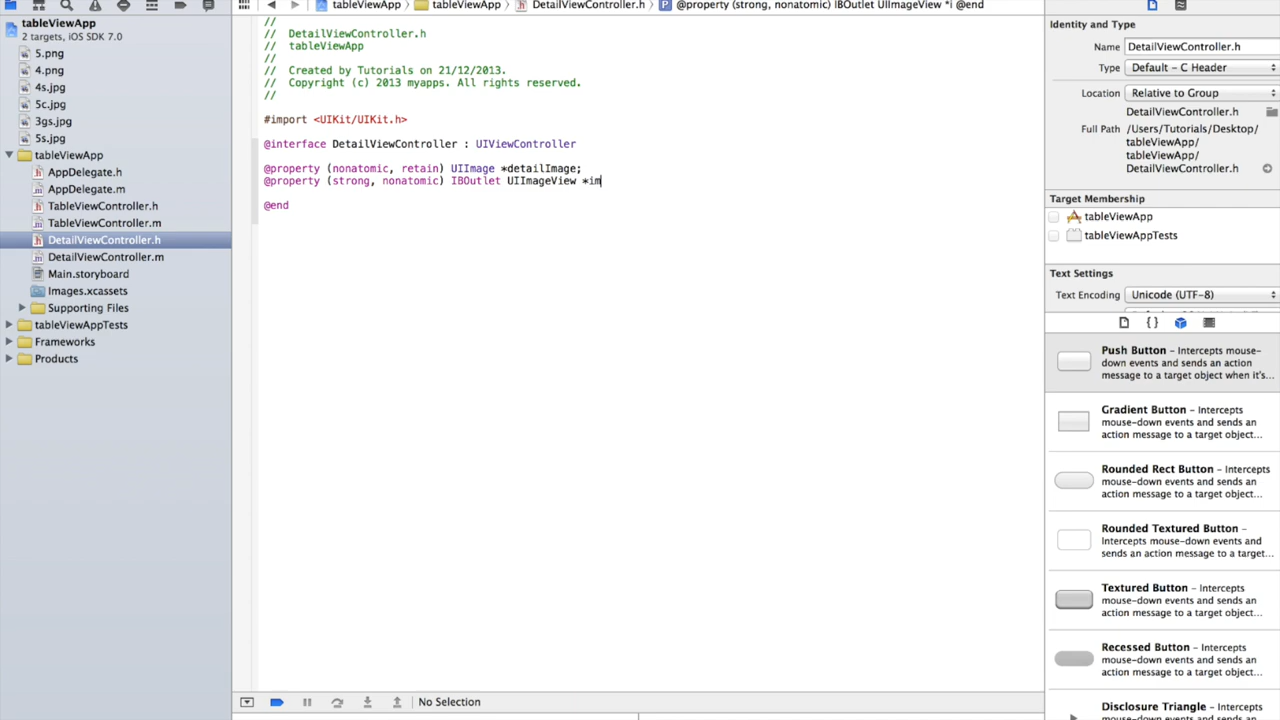 tableViewApp
2 targets, iOS SDK 7.0
5.png
4.png
4s.jpg
5c.jpg
3gs.jpg
5s.jpg
tableViewApp
AppDelegate.h
AppDelegate.m
TableViewController.h
TableViewController.m
DetailViewController.h
DetailViewController.m
Main.storyboard
Images.xcassets
Supporting Files
tableViewAppTests
Frameworks
Products
tableViewApp tableViewApp DetailViewController.h @property (strong, nonatomic) IBOutlet UIImageView *i @end
//
// DetailViewController.h
// tableViewApp
//
// Created by Tutorials on 21/12/2013.
// Copyright (c) 2013 myapps. All rights reserved.
//
#import <UIKit/UIKit.h>
@interface DetailViewController : UIViewController
@property (nonatomic, retain) UIImage *detailImage;
@property (strong, nonatomic) IBOutlet UIImageView *im
@end
No Selection
Identity and Type
Name DetailViewController.h
Type Default - C Header
Location Relative to Group
DetailViewController.h
Full Path /Users/Tutorials/Desktop/
tableViewApp/
tableViewApp/
DetailViewController.h
Target Membership
tableViewApp
tableViewAppTests
Text Settings
Text Encoding Unicode (UTF-8)
Push Button – Intercepts mouse-
down events and sends an action
message to a target object when it's...
Gradient Button – Intercepts
mouse-down events and sends an
action message to a target object...
Rounded Rect Button – Intercepts
mouse-down events and sends an
action message to a target object...
Rounded Textured Button –
Intercepts mouse-down events and
sends an action message to a target...
Textured Button – Intercepts
mouse-down events and sends an
action message to a target object...
Recessed Button – Intercepts
mouse-down events and sends an
action message to a target object...
Disclosure Triangle – Intercepts